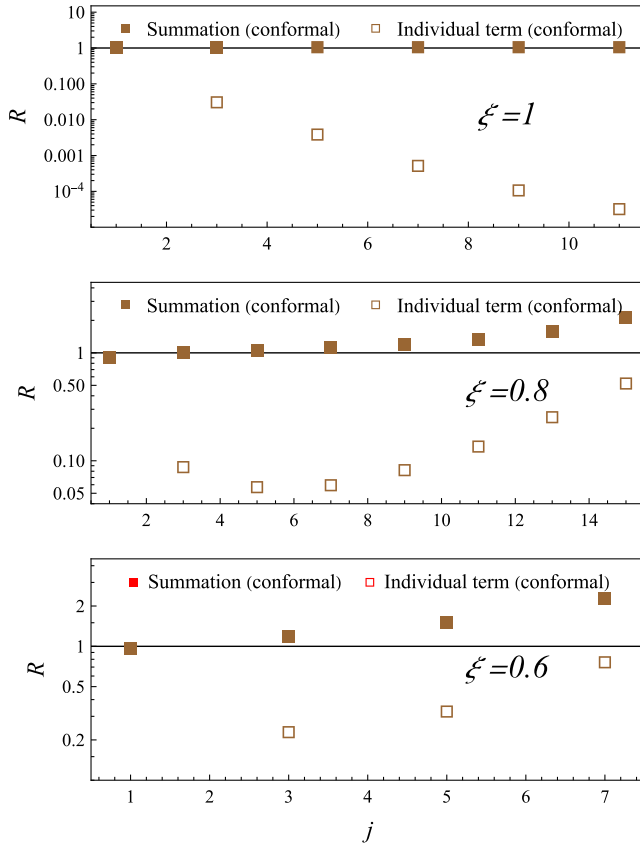 R
Summation (conformal) Individual term (conformal)
10
1
0.100
0.010
0.001
10⁻⁴
ξ=1
2 4 6 8 10
R
Summation (conformal) Individual term (conformal)
1
0.50
0.10
0.05
ξ=0.8
2 4 6 8 10 12 14
R
Summation (conformal) Individual term (conformal)
2
1
0.5
0.2
ξ=0.6
1 2 3 4 5 6 7
j